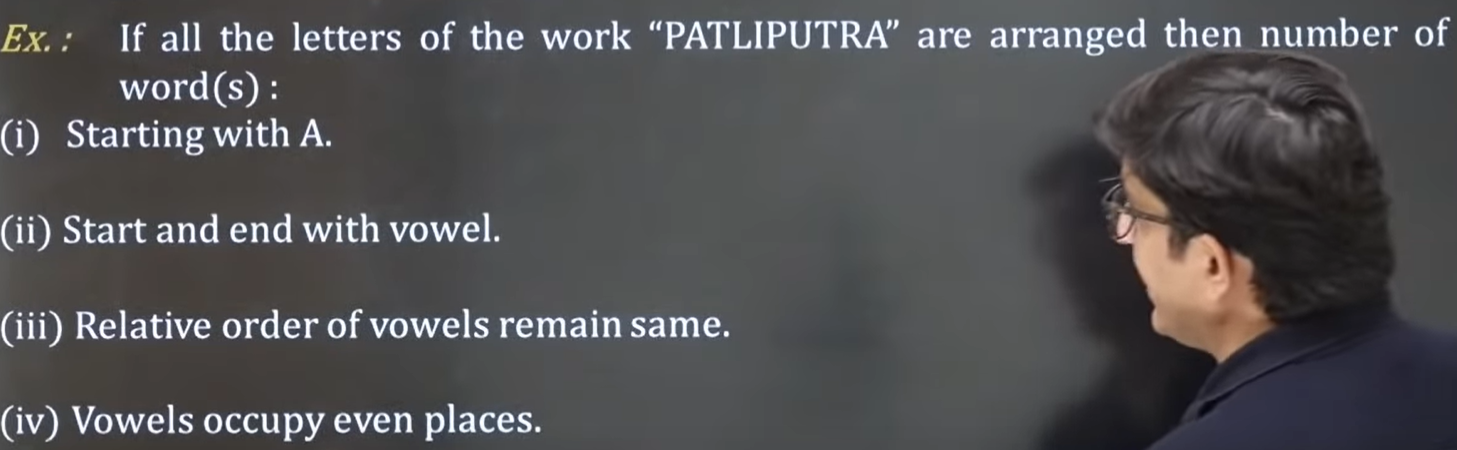 Ex. : If all the letters of the work “PATLIPUTRA” are arranged then number of
word(s) :
(i) Starting with A.
(ii) Start and end with vowel.
(iii) Relative order of vowels remain same.
(iv) Vowels occupy even places.